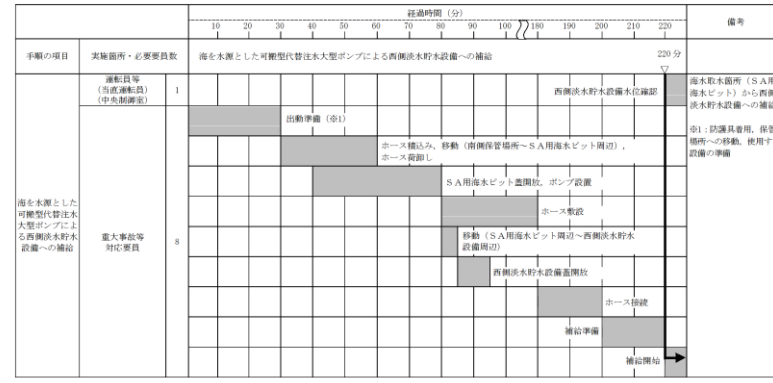 経過時間（分）
備考
10 20 30 40 50 60 70 80 90 100 180 190 200 210 220
手順の項目
実施箇所・必要要員数
海を水源とした可搬型代替注水大型ポンプによる西側淡水貯水設備への補給
220 分
▽
運転員等
（当直運転員）
（中央制御室）
1
西側淡水貯水設備水位確認
海水取水箇所（ＳＡ用
海水ピット）から西側
淡水貯水設備への補給
※1：防護具着用，保管
場所への移動，使用す
設備の準備
海を水源とした
可搬型代替注水
大型ポンプによ
る西側淡水貯水
設備への補給
重大事故等
対応要員
8
出動準備（※1）
ホース積込み，移動（南側保管場所～ＳＡ用海水ピット周辺），
ホース荷卸し
ＳＡ用海水ピット蓋開放，ポンプ設置
ホース敷設
移動（ＳＡ用海水ピット周辺～西側淡水貯水
設備周辺）
西側淡水貯水設備蓋開放
ホース接続
補給準備
補給開始